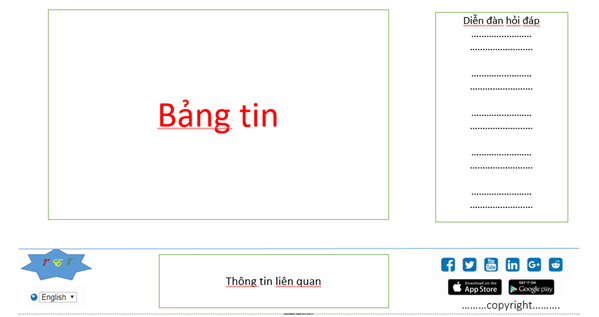 Diễn đàn hỏi đáp
...........................
............................
...........................
............................
...........................
............................
...........................
............................
...........................
............................
Bảng tin
Thông tin liên quan
English
Download on the
App Store
GET IT ON
Google play
.........copyright..........